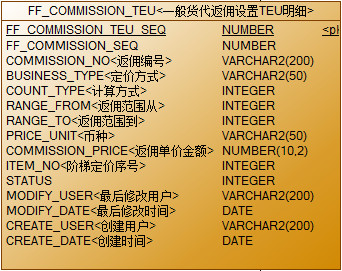 FF_COMMISSION_TEU<一般货代返佣设置TEU明细>
FF_COMMISSION_TEU_SEQ NUMBER <pl
FF_COMMISSION_SEQ NUMBER
COMMISSION_NO<返佣编号> VARCHAR2(200)
BUSINESS_TYPE<定价方式> VARCHAR2(50)
COUNT_TYPE<计算方式> INTEGER
RANGE_FROM<返佣范围从> INTEGER
RANGE_TO<返佣范围到> INTEGER
PRICE_UNIT<币种> VARCHAR2(50)
COMMISSION_PRICE<返佣单价金额> NUMBER(10,2)
ITEM_NO<阶梯定价序号> INTEGER
STATUS INTEGER
MODIFY_USER<最后修改用户> VARCHAR2(200)
MODIFY_DATE<最后修改时间> DATE
CREATE_USER<创建用户> VARCHAR2(200)
CREATE_DATE<创建时间> DATE